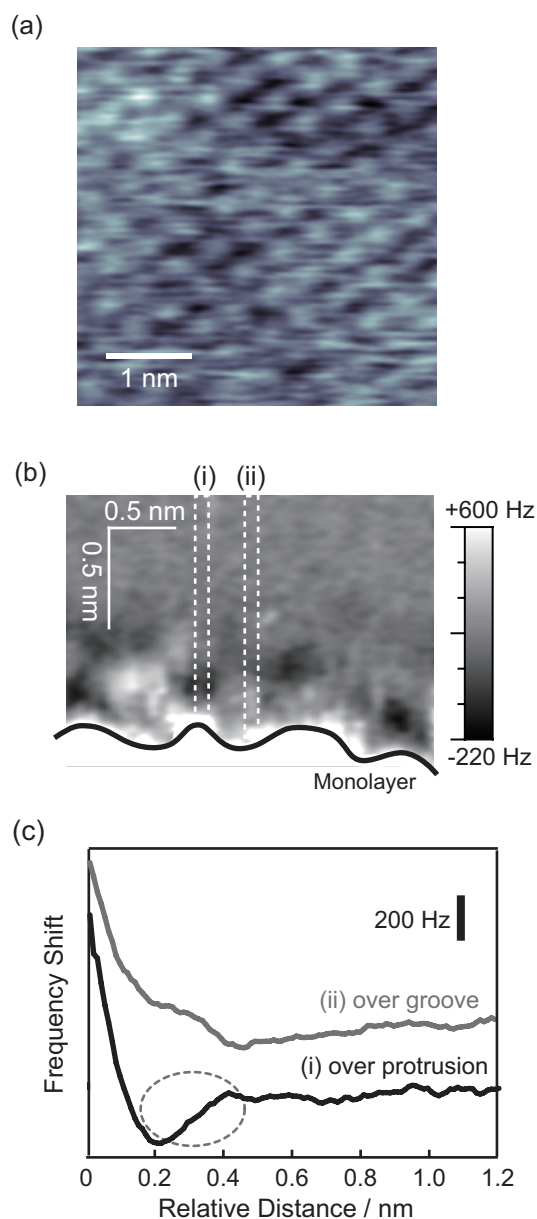 (a)
1 nm
(b)
(i)
(ii)
0.5 nm
0.5 nm
+600 Hz
-220 Hz
Monolayer
(c)
200 Hz
(ii) over groove
(i) over protrusion
Frequency Shift
0
0.2
0.4
0.6
0.8
1.0
1.2
Relative Distance / nm